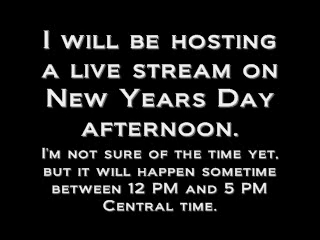 I will be hosting
a live stream on
New Years Day
afternoon.
I'm not sure of the time yet,
but it will happen sometime
between 12 PM and 5 PM
Central time.